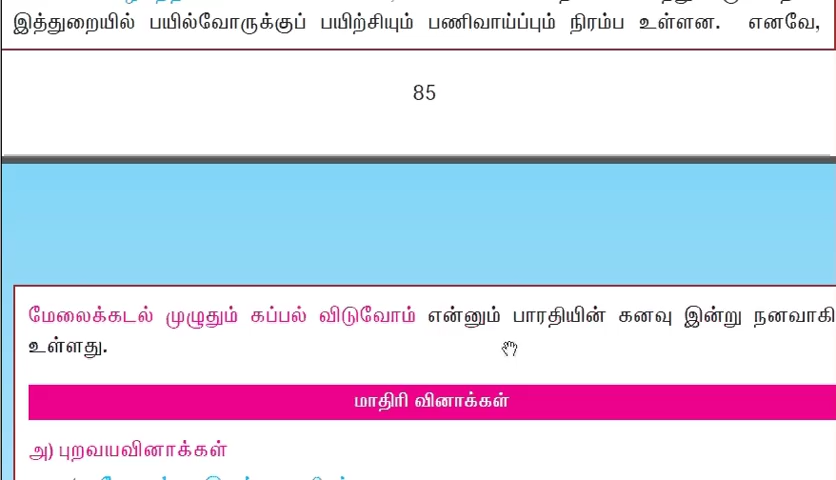 இத்துறையில் பயில்வோருக்குப் பயிற்சியும் பணிவாய்ப்பும் நிரம்ப உள்ளன. எனவே,
85
மேலைக்கடல் முழுதும் கப்பல் விடுவோம் என்னும் பாரதியின் கனவு இன்று நனவாகி
உள்ளது.
மாதிரி வினாக்கள்
அ) புறவயவினாக்கள்